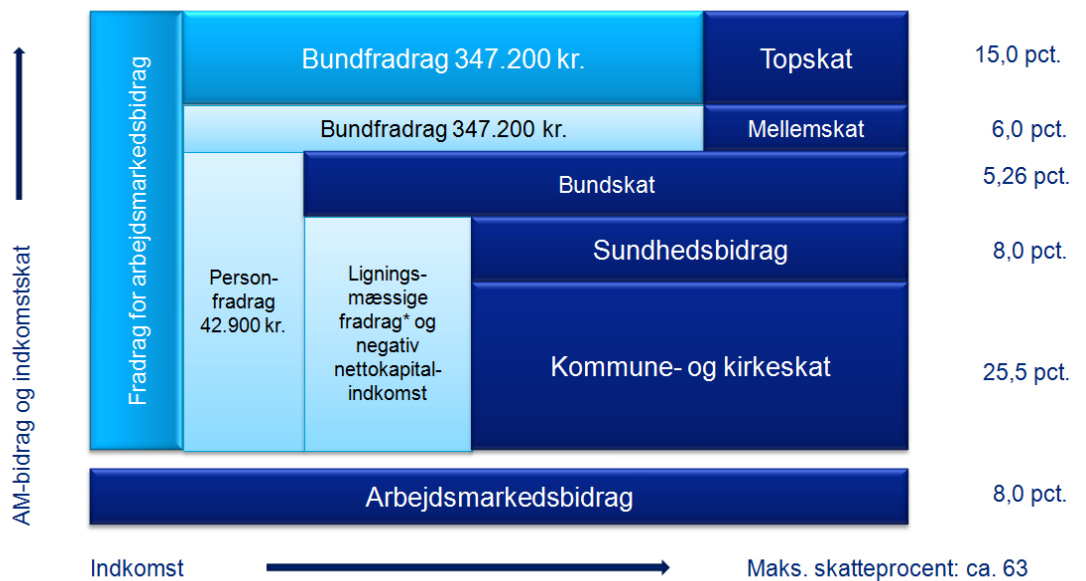 AM-bidrag og indkomstskat
Fradrag for arbejdsmarkedsbidrag
Bundfradrag 347.200 kr.
Topskat
15,0 pct.
Bundfradrag 347.200 kr.
Mellemskat
6,0 pct.
Bundskat
5,26 pct.
Person-
fradrag
42.900 kr.
Lignings-
mæssige
fradrag* og
negativ
nettokapital-
indkomst
Sundhedsbidrag
8,0 pct.
Kommune- og kirkeskat
25,5 pct.
Arbejdsmarkedsbidrag
8,0 pct.
Indkomst
Maks. skatteprocent: ca. 63